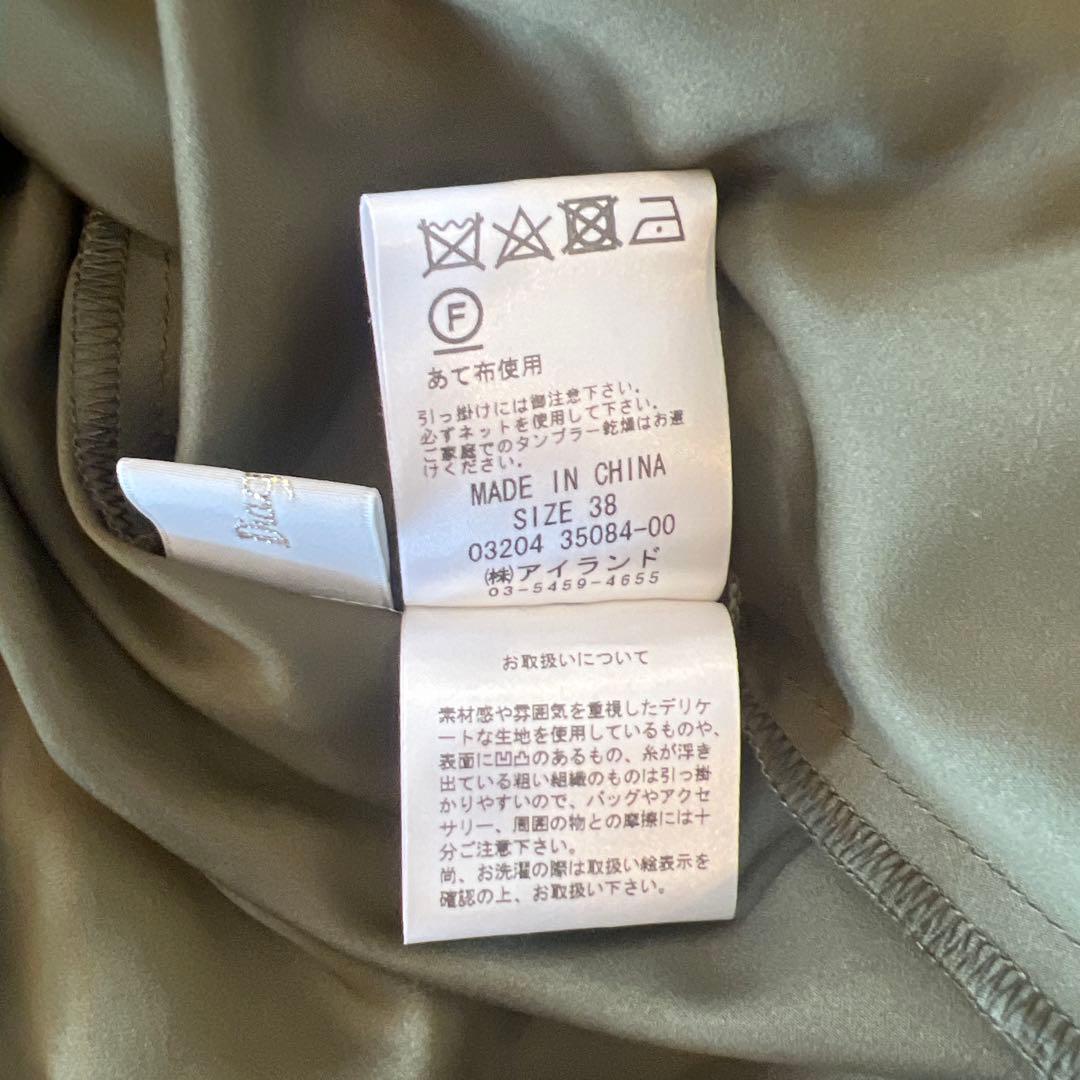 F
あて布使用
引っ掛けには御注意下さい。
必ずネットを使用して下さい。
ご家庭でのタンブラー乾燥はお避
けください。
MADE IN CHINA
SIZE 38
03204 35084-00
㈱アイランド
03-5459-4655
お取扱いについて
素材感や雰囲気を重視したデリケ
ートな生地を使用しているものや、
表面に凹凸のあるもの、糸が浮き
出ている粗い組織のものは引っ掛
かりやすいので、バッグやアクセ
サリー、周囲の物との摩擦には十
分ご注意下さい。
尚、お洗濯の際は取扱い絵表示を
確認の上、お取扱い下さい。